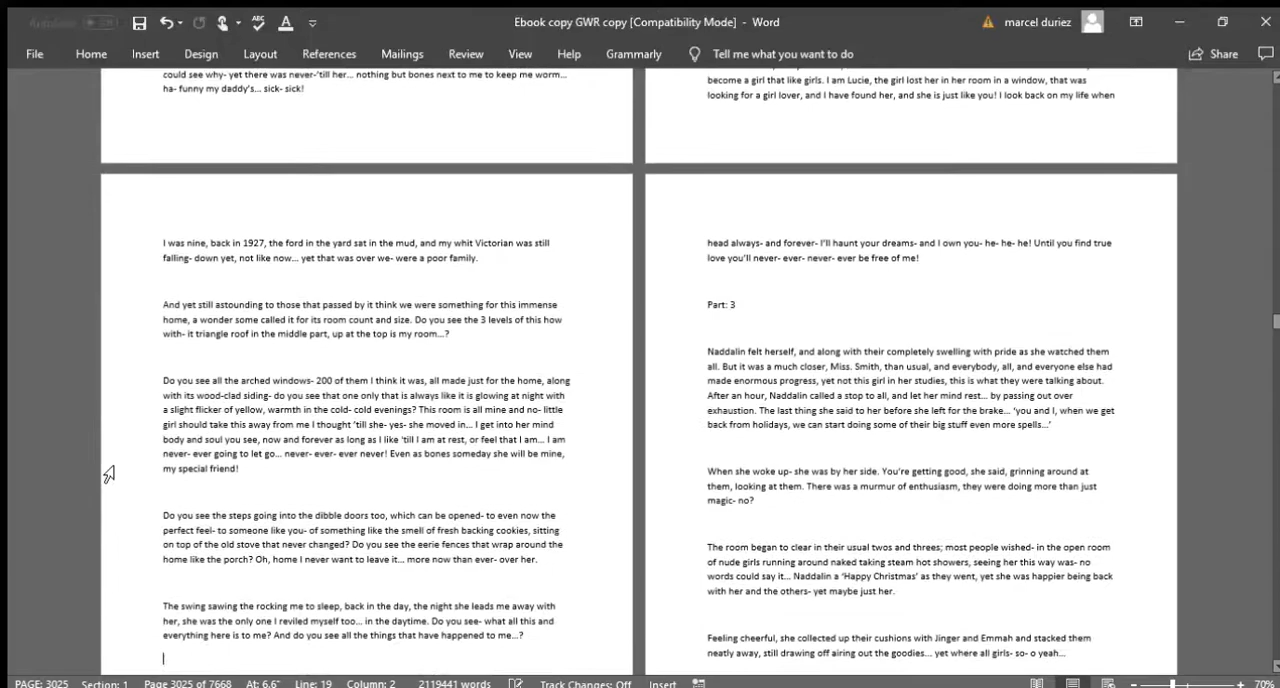 AutoSave Off
Ebook copy GWR copy [Compatibility Mode] - Word
marcel duriez
File Home Insert Design Layout References Mailings Review View Help Grammarly Tell me what you want to do Share
could see why- yet there was never-'till her... nothing but bones next to me to keep me worm...
ha- funny my daddy's... sick- sick!
become a girl that like girls. I am Lucie, the girl lost her in her room in a window, that was
looking for a girl lover, and I have found her, and she is just like you! I look back on my life when
I was nine, back in 1927, the ford in the yard sat in the mud, and my whit Victorian was still
falling- down yet, not like now... yet that was over we- were a poor family.
And yet still astounding to those that passed by it think we were something for this immense
home, a wonder some called it for its room count and size. Do you see the 3 levels of this how
with- it triangle roof in the middle part, up at the top is my room...?
Do you see all the arched windows- 200 of them I think it was, all made just for the home, along
with its wood-clad siding- do you see that one only that is always like it is glowing at night with
a slight flicker of yellow, warmth in the cold- cold evenings? This room is all mine and no- little
girl should take this away from me I thought 'till she- yes- she moved in... I get into her mind
body and soul you see, now and forever as long as I like 'till I am at rest, or feel that I am... I am
never- ever going to let go... never- ever- ever never! Even as bones someday she will be mine,
my special friend!
Do you see the steps going into the dibble doors too, which can be opened- to even now the
perfect feel- to someone like you- of something like the smell of fresh backing cookies, sitting
on top of the old stove that never changed? Do you see the eerie fences that wrap around the
home like the porch? Oh, home I never want to leave it... more now than ever- over her.
The swing sawing the rocking me to sleep, back in the day, the night she leads me away with
her, she was the only one I reviled myself too... in the daytime. Do you see- what all this and
everything here is to me? And do you see all the things that have happened to me...?
head always- and forever- I'll haunt your dreams- and I own you- he- he- he! Until you find true
love you'll never- ever- never- ever be free of me!
Part: 3
Naddalin felt herself, and along with their completely swelling with pride as she watched them
all. But it was a much closer, Miss. Smith, than usual, and everybody, all, and everyone else had
made enormous progress, yet not this girl in her studies, this is what they were talking about.
After an hour, Naddalin called a stop to all, and let her mind rest... by passing out over
exhaustion. The last thing she said to her before she left for the brake... 'you and I, when we get
back from holidays, we can start doing some of their big stuff even more spells...'
When she woke up- she was by her side. You're getting good, she said, grinning around at
them, looking at them. There was a murmur of enthusiasm, they were doing more than just
magic- no?
The room began to clear in their usual twos and threes; most people wished- in the open room
of nude girls running around naked taking steam hot showers, seeing her this way was- no
words could say it... Naddalin a 'Happy Christmas' as they went, yet she was happier being back
with her and the others- yet maybe just her.
Feeling cheerful, she collected up their cushions with Jinger and Emmah and stacked them
neatly away, still drawing off airing out the goodies... yet where all girls- so- o yeah...
PAGE: 3025 Section: 1 Page 3025 of 7668 At: 6.6" Line: 19 Column: 2 2119441 words Track Changes: Off Insert 70%